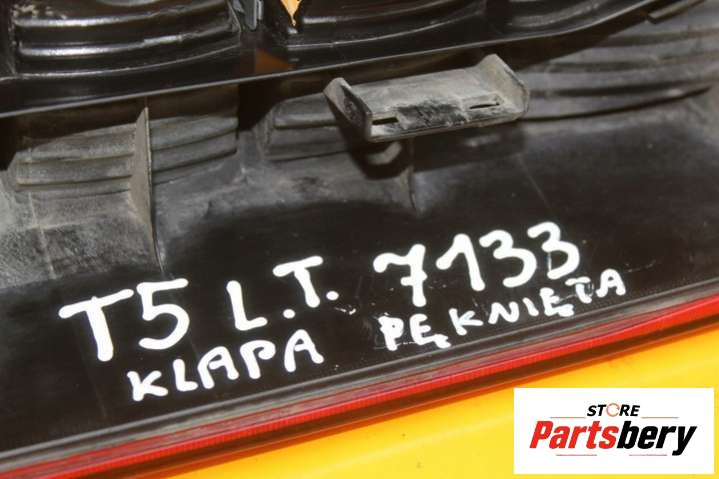 T5 L.T. 7133
KLAPA PĘKNIĘTA
STORE
Partsbery